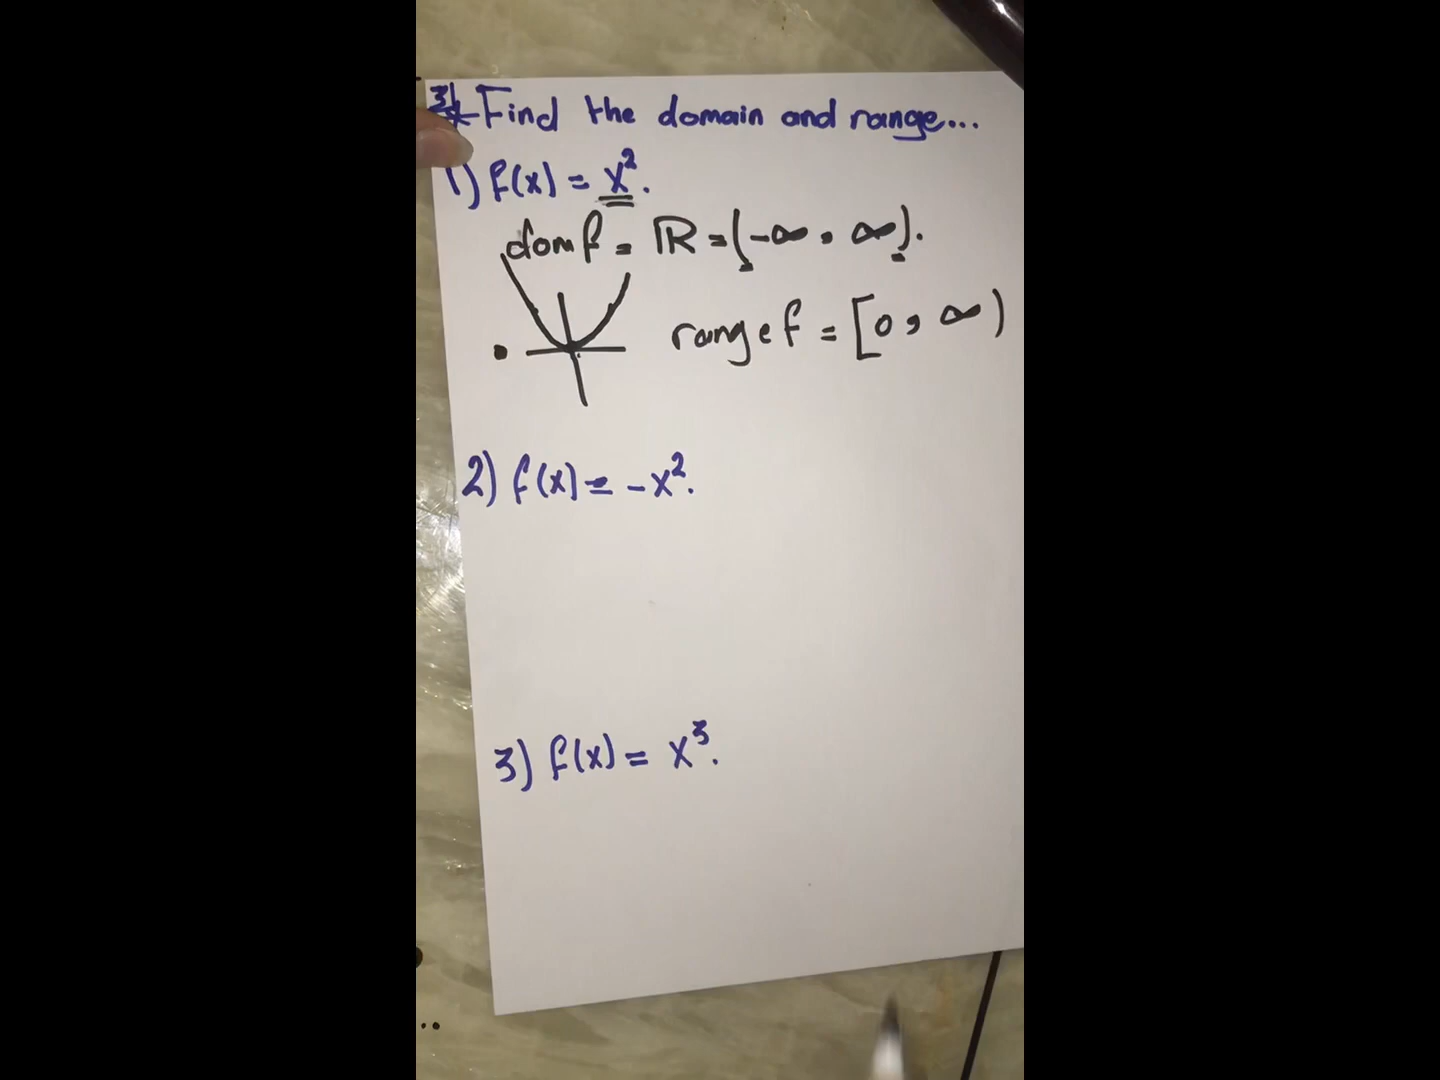 3) Find the domain and range...
1) f(x) = x².
dom f = ℝ = (-∞, ∞).
range f = [0, ∞)
2) f(x) = -x².
3) f(x) = x³.